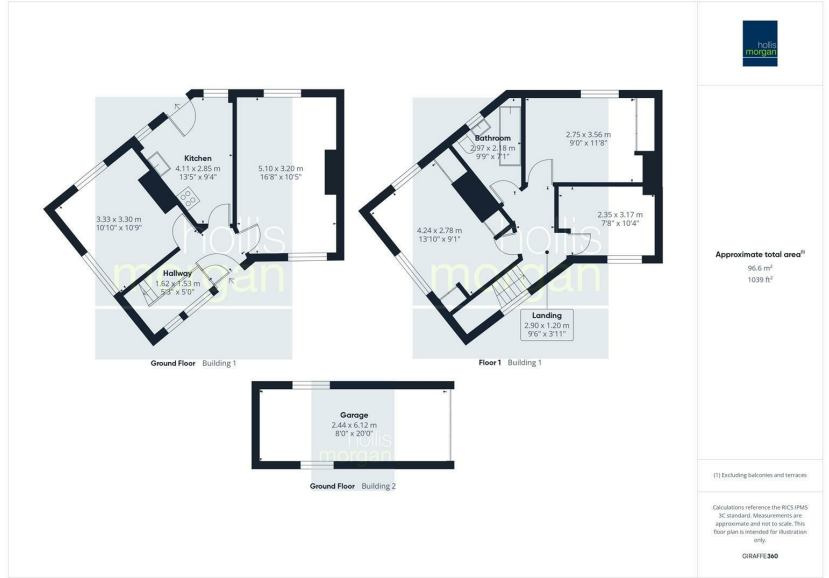 hollis
morgan
Kitchen
4.11 x 2.85 m
13'5" x 9'4"
5.10 x 3.20 m
16'8" x 10'5"
3.33 x 3.30 m
10'10" x 10'9"
Hallway
1.62 x 1.53 m
5'3" x 5'0"
hollis
morgan
Ground Floor Building 1
Bathroom
2.97 x 2.18 m
9'9" x 7'1"
2.75 x 3.56 m
9'0" x 11'8"
4.24 x 2.78 m
13'10" x 9'1"
2.35 x 3.17 m
7'8" x 10'4"
hollis
morgan
Landing
2.90 x 1.20 m
9'6" x 3'11"
Floor 1 Building 1
Garage
2.44 x 6.12 m
8'0" x 20'0"
hollis
morgan
Ground Floor Building 2
Approximate total area(1)
96.6 m²
1039 ft²
(1) Excluding balconies and terraces
Calculations reference the RICS IPMS
3C standard. Measurements are
approximate and not to scale. This
floor plan is intended for illustration
only.
GIRAFFE360